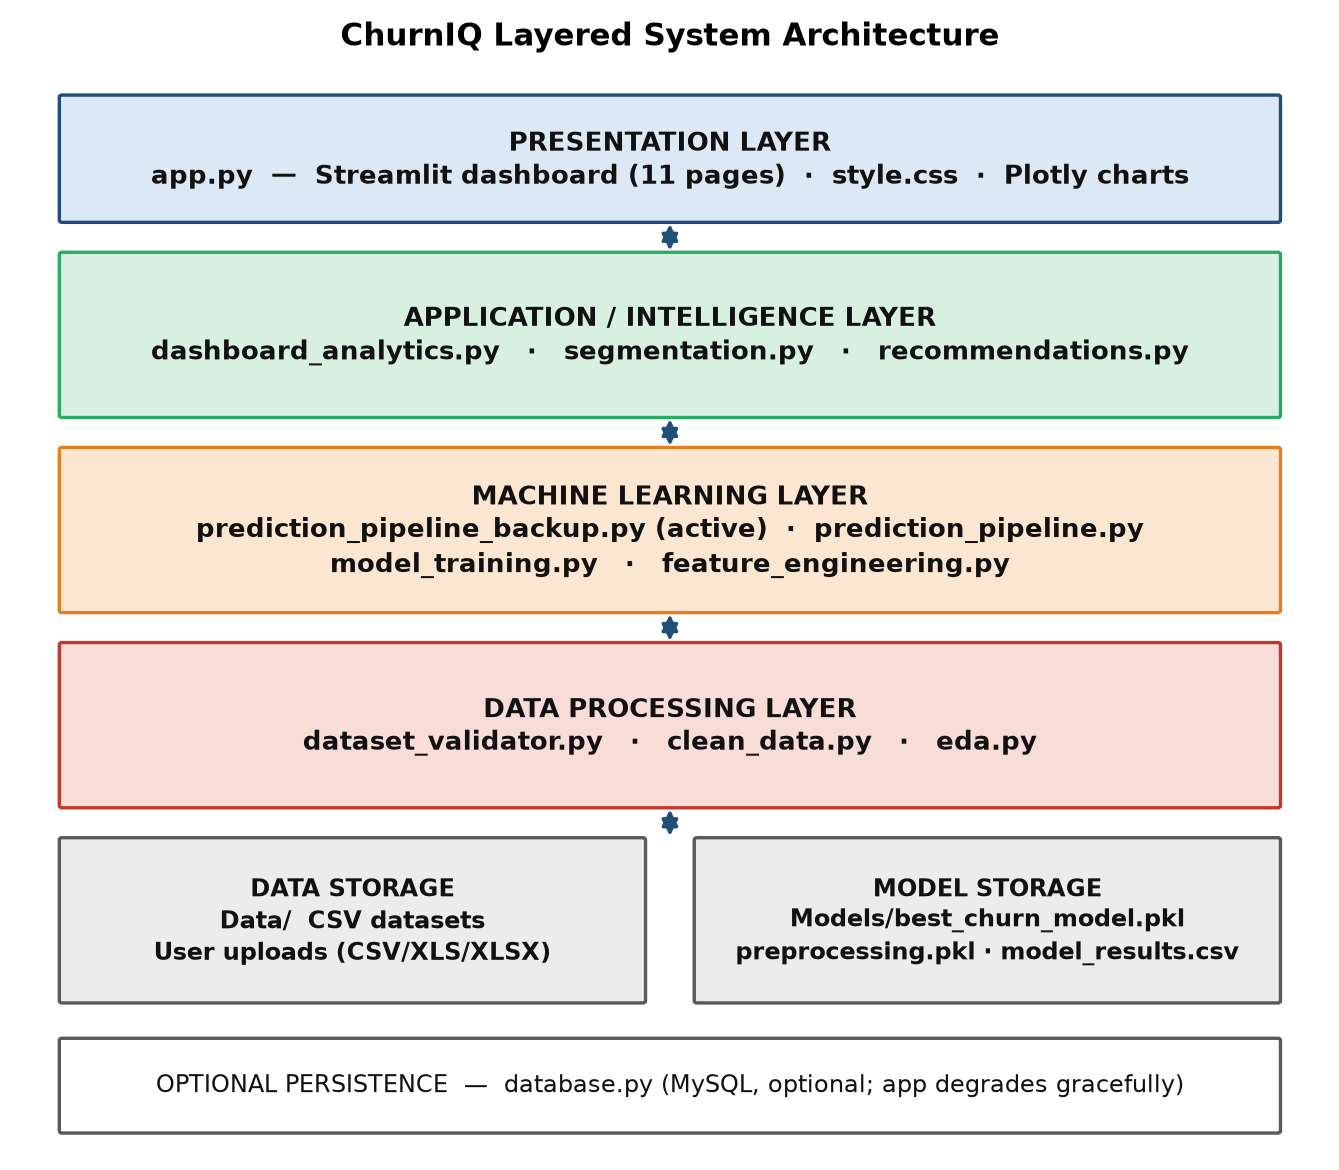 ChurnIQ Layered System Architecture
PRESENTATION LAYER
app.py — Streamlit dashboard (11 pages) · style.css · Plotly charts
APPLICATION / INTELLIGENCE LAYER
dashboard_analytics.py · segmentation.py · recommendations.py
MACHINE LEARNING LAYER
prediction_pipeline_backup.py (active) · prediction_pipeline.py
model_training.py · feature_engineering.py
DATA PROCESSING LAYER
dataset_validator.py · clean_data.py · eda.py
DATA STORAGE
Data/ CSV datasets
User uploads (CSV/XLS/XLSX)
MODEL STORAGE
Models/best_churn_model.pkl
preprocessing.pkl · model_results.csv
OPTIONAL PERSISTENCE — database.py (MySQL, optional; app degrades gracefully)